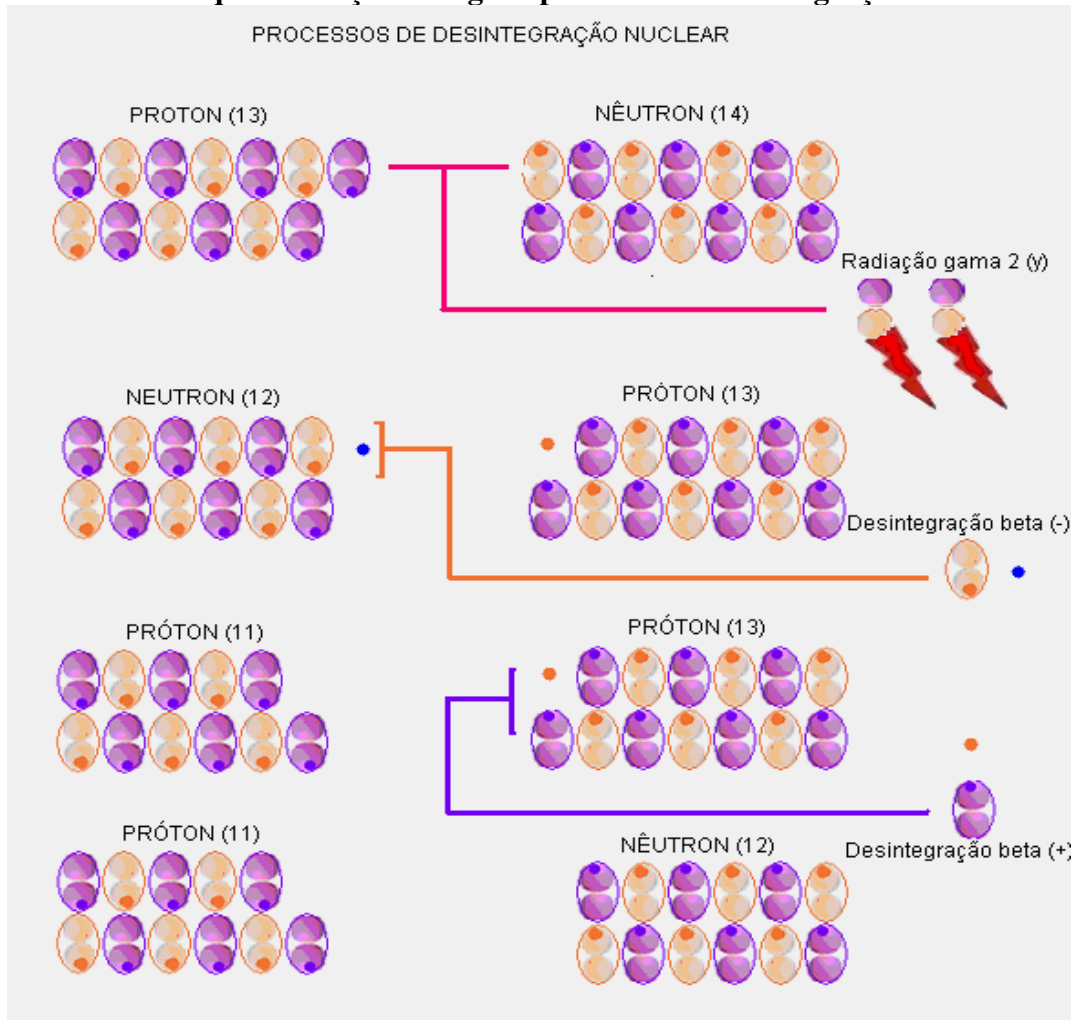 PROCESSOS DE DESINTEGRAÇÃO NUCLEAR
PROTON (13)
NÊUTRON (14)
Radiação gama 2 (y)
NEUTRON (12)
PRÓTON (13)
Desintegração beta (-)
PRÓTON (11)
PRÓTON (13)
PRÓTON (11)
NÊUTRON (12)
Desintegração beta (+)